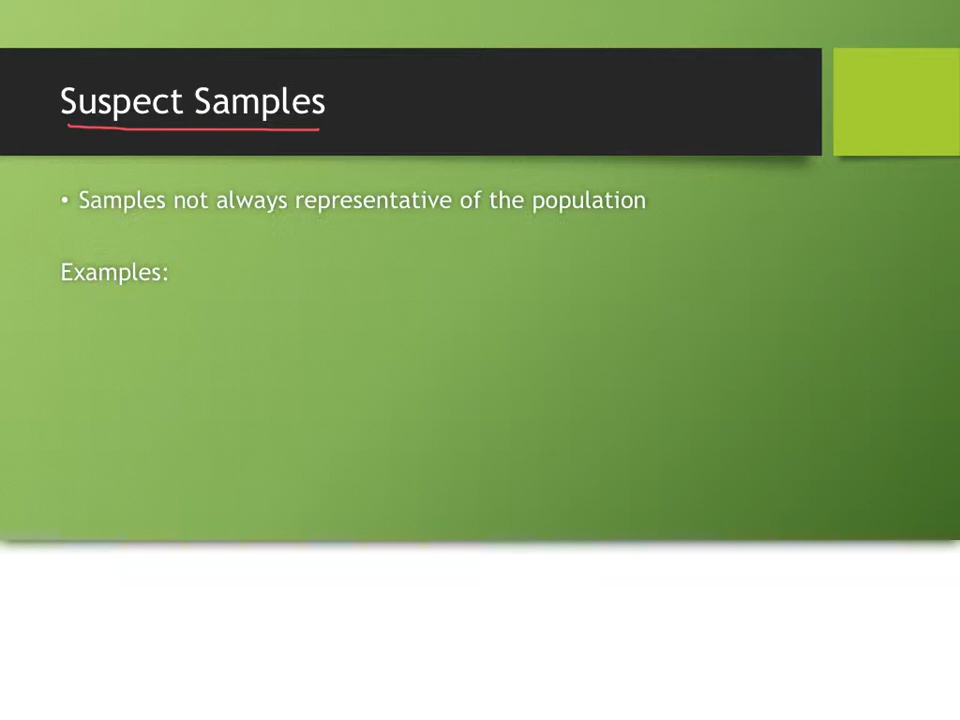 Suspect Samples
• Samples not always representative of the population
Examples: